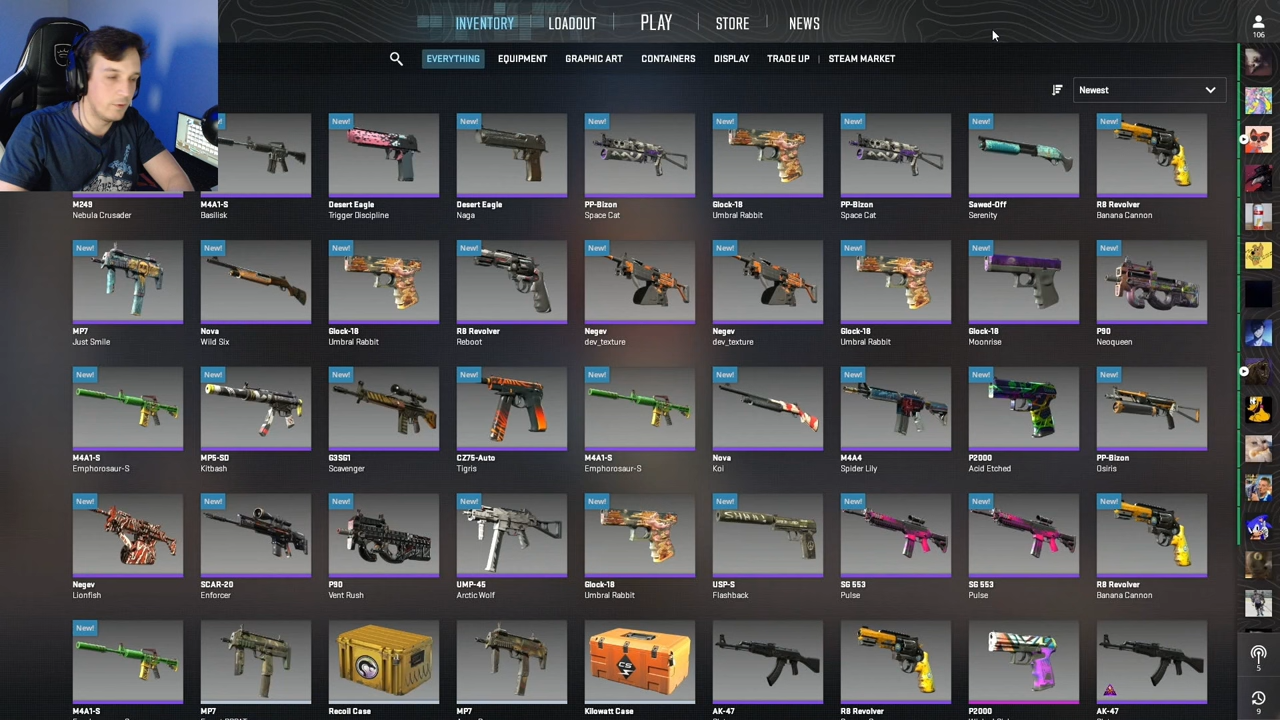 INVENTORY LOADOUT PLAY STORE NEWS
106
EVERYTHING EQUIPMENT GRAPHIC ART CONTAINERS DISPLAY TRADE UP STEAM MARKET
Newest
New! New! New! New! New! New! New! New!
M249 M4A1-S Desert Eagle Desert Eagle PP-Bizon Glock-18 PP-Bizon Sawed-Off R8 Revolver
Nebula Crusader Basilisk Trigger Discipline Naga Space Cat Umbral Rabbit Space Cat Serenity Banana Cannon
New! New! New! New! New! New! New! New! New!
MP7 Nova Glock-18 R8 Revolver Negev Negev Glock-18 Glock-18 P90
Just Smile Wild Six Umbral Rabbit Reboot dev_texture dev_texture Umbral Rabbit Moonrise Neoqueen
New! New! New! New! New! New! New! New! New!
M4A1-S MP5-SD G3SG1 CZ75-Auto M4A1-S Nova M4A4 P2000 PP-Bizon
Emphorosaur-S Kitbash Scavenger Tigris Emphorosaur-S Koi Spider Lily Acid Etched Osiris
New! New! New! New! New! New! New! New! New!
Negev SCAR-20 P90 UMP-45 Glock-18 USP-S SG 553 SG 553 R8 Revolver
Lionfish Enforcer Vent Rush Arctic Wolf Umbral Rabbit Flashback Pulse Pulse Banana Cannon
New!
5
M4A1-S MP7 Recoil Case MP7 Kilowatt Case AK-47 R8 Revolver P2000 AK-47
9